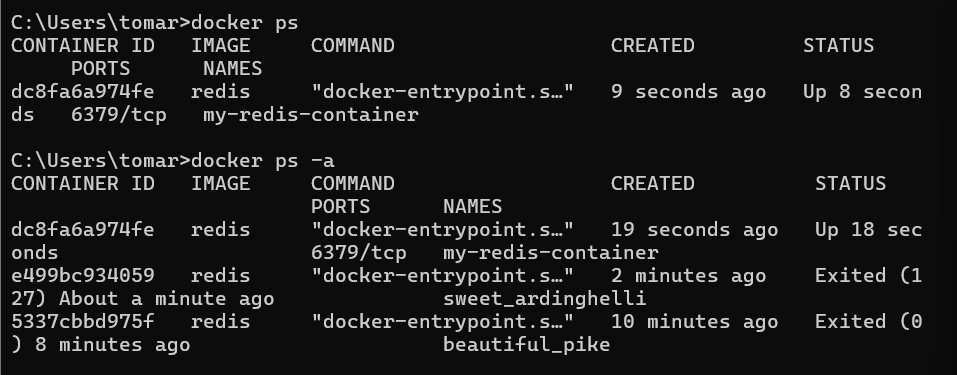 C:\Users\tomar>docker ps
CONTAINER ID   IMAGE     COMMAND                  CREATED         STATUS
     PORTS      NAMES
dc8fa6a974fe   redis     "docker-entrypoint.s…"   9 seconds ago   Up 8 secon
ds   6379/tcp   my-redis-container

C:\Users\tomar>docker ps -a
CONTAINER ID   IMAGE     COMMAND                  CREATED          STATUS
                         PORTS      NAMES
dc8fa6a974fe   redis     "docker-entrypoint.s…"   19 seconds ago   Up 18 sec
onds                     6379/tcp   my-redis-container
e499bc934059   redis     "docker-entrypoint.s…"   2 minutes ago    Exited (1
27) About a minute ago              sweet_ardinghelli
5337cbbd975f   redis     "docker-entrypoint.s…"   10 minutes ago   Exited (0
) 8 minutes ago                     beautiful_pike